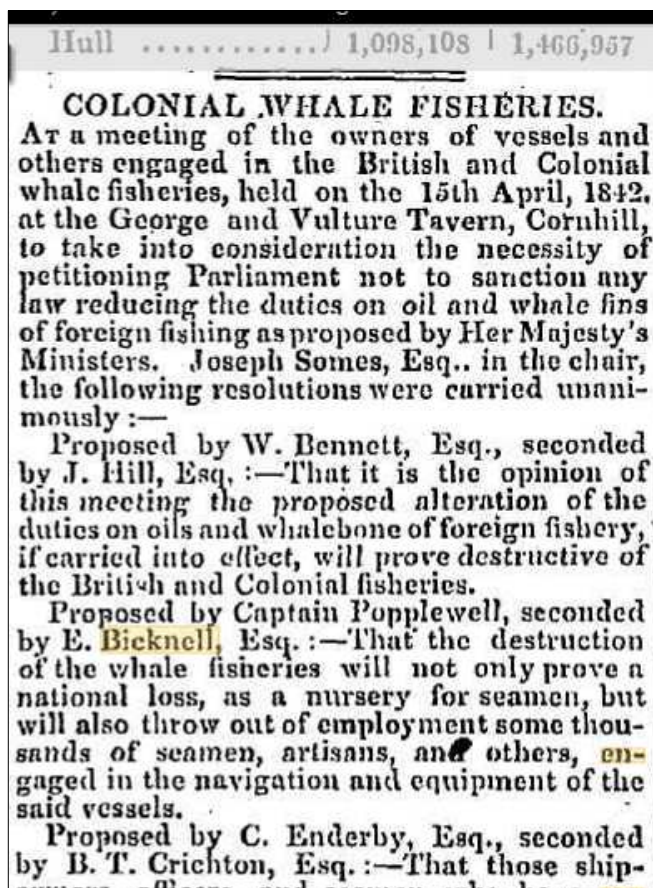 Hull ............) 1,098,108 | 1,466,957
COLONIAL WHALE FISHERIES.
AT a meeting of the owners of vessels and
others engaged in the British and Colonial
whale fisheries, held on the 15th April, 1842,
at the George and Vulture Tavern, Cornhill,
to take into consideration the necessity of
petitioning Parliament not to sanction any
law reducing the duties on oil and whale fins
of foreign fishing as proposed by Her Majesty's
Ministers. Joseph Somes, Esq.. in the chair,
the following resolutions were carried unani-
mously :—
Proposed by W. Bennett, Esq., seconded
by J. Hill, Esq. :—That it is the opinion of
this meeting the proposed alteration of the
duties on oils and whalebone of foreign fishery,
if carried into effect, will prove destructive of
the British and Colonial fisheries.
Proposed by Captain Popplewell, seconded
by E. Bicknell, Esq. :—That the destruction
of the whale fisheries will not only prove a
national loss, as a nursery for seamen, but
will also throw out of employment some thou-
sands of seamen, artisans, and others, en-
gaged in the navigation and equipment of the
said vessels.
Proposed by C. Enderby, Esq., seconded
by B. T. Crichton, Esq. :—That those ship-